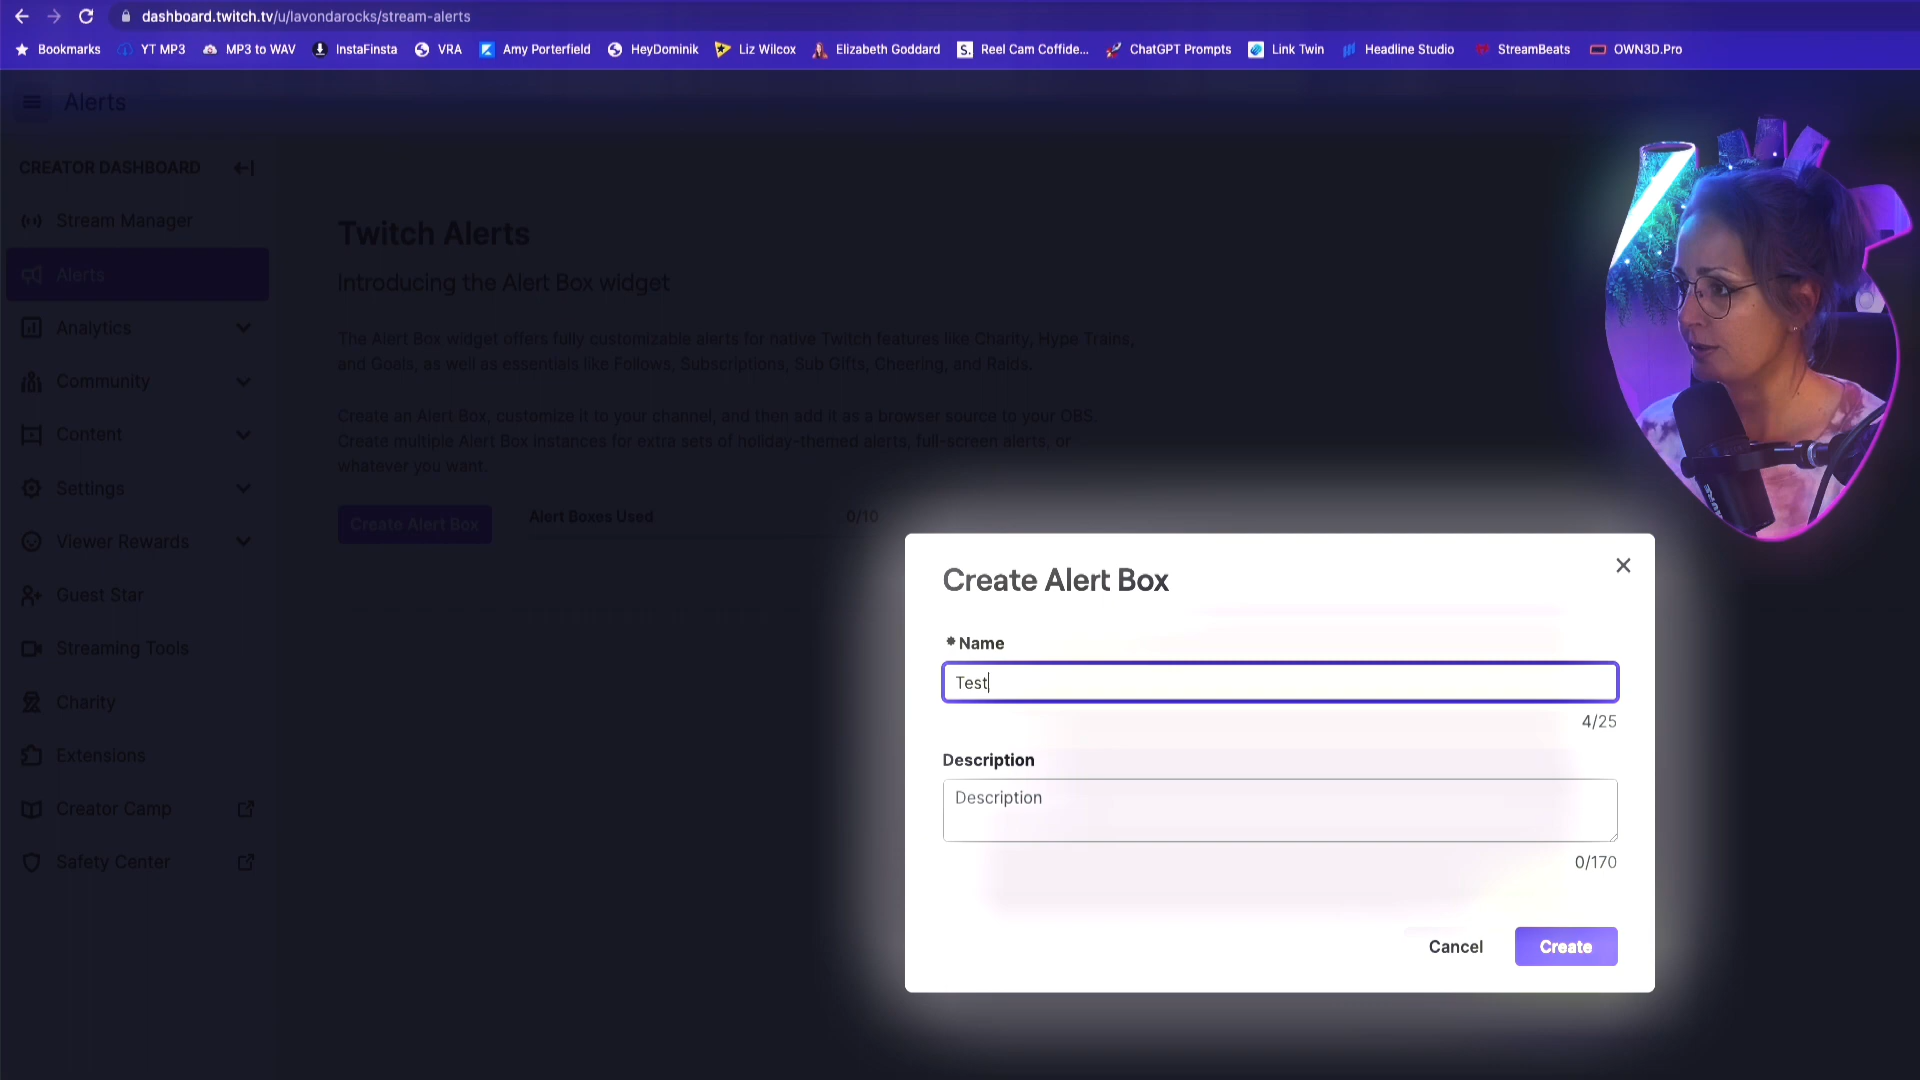 dashboard.twitch.tv/u/lavondarocks/stream-alerts
Bookmarks YT MP3 MP3 to WAV InstaFinsta VRA Amy Porterfield HeyDominik Liz Wilcox Elizabeth Goddard Reel Cam Coffide... ChatGPT Prompts Link Twin Headline Studio StreamBeats OWN3D.Pro
Alerts
CREATOR DASHBOARD
Stream Manager
Alerts
Analytics
Community
Content
Settings
Viewer Rewards
Guest Star
Streaming Tools
Charity
Extensions
Creator Camp
Safety Center
Twitch Alerts
Introducing the Alert Box widget
The Alert Box widget offers fully customizable alerts for native Twitch features like Charity, Hype Trains,
and Goals, as well as essentials like Follows, Subscriptions, Sub Gifts, Cheering, and Raids.
Create an Alert Box, customize it to your channel, and then add it as a browser source to your OBS.
Create multiple Alert Box instances for extra sets of holiday-themed alerts, full-screen alerts, or
whatever you want.
Create Alert Box Alert Boxes Used 0/10
Create Alert Box
* Name
Test
4/25
Description
Description
0/170
Cancel Create